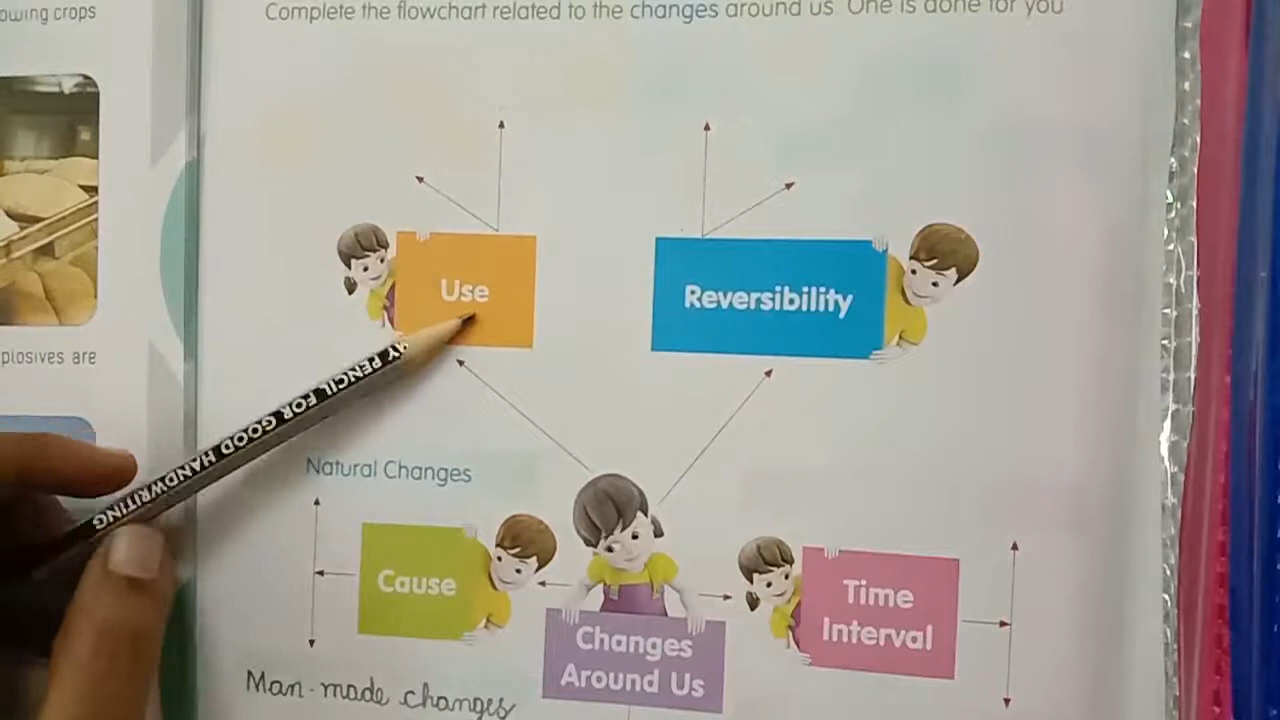 owing crops
Complete the flowchart related to the changes around us. One is done for you
Use
Reversibility
plosives are
MY PENCIL FOR GOOD HANDWRITING
Natural Changes
Cause
Time
Interval
Changes
Around Us
Man-made changes